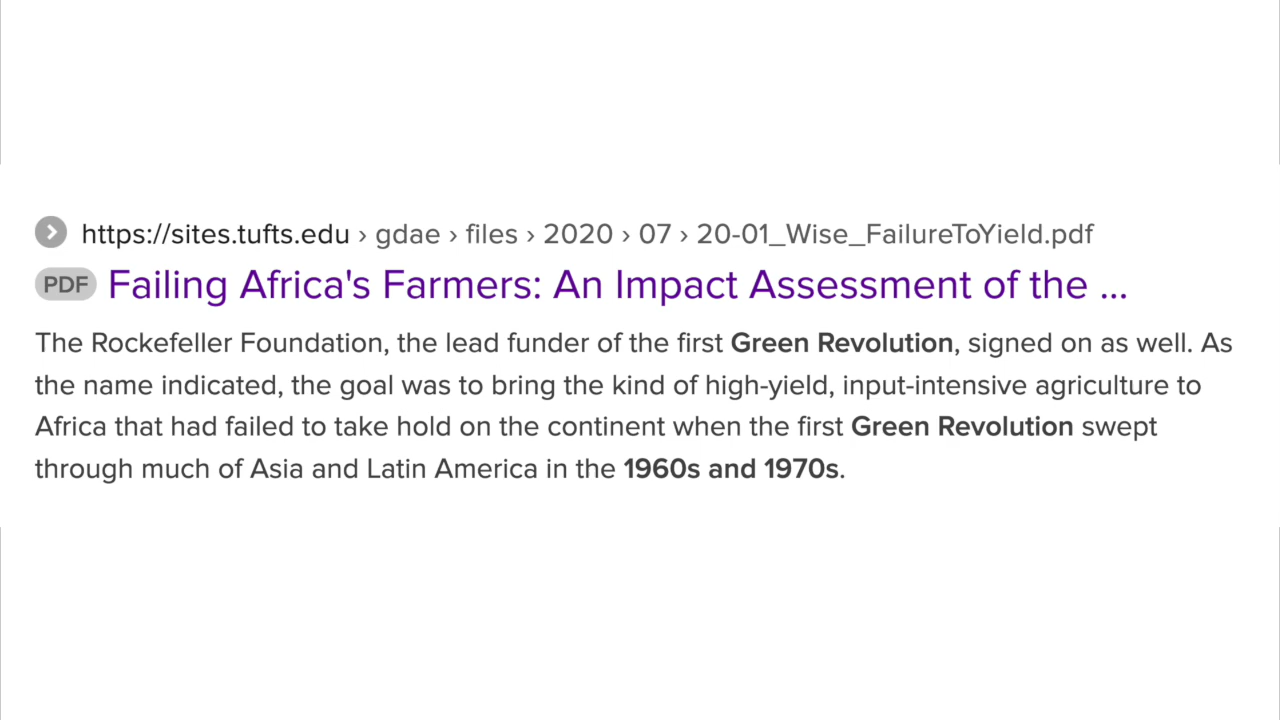 https://sites.tufts.edu › gdae › files › 2020 › 07 › 20-01_Wise_FailureToYield.pdf
PDF Failing Africa's Farmers: An Impact Assessment of the ...
The Rockefeller Foundation, the lead funder of the first Green Revolution, signed on as well. As
the name indicated, the goal was to bring the kind of high-yield, input-intensive agriculture to
Africa that had failed to take hold on the continent when the first Green Revolution swept
through much of Asia and Latin America in the 1960s and 1970s.